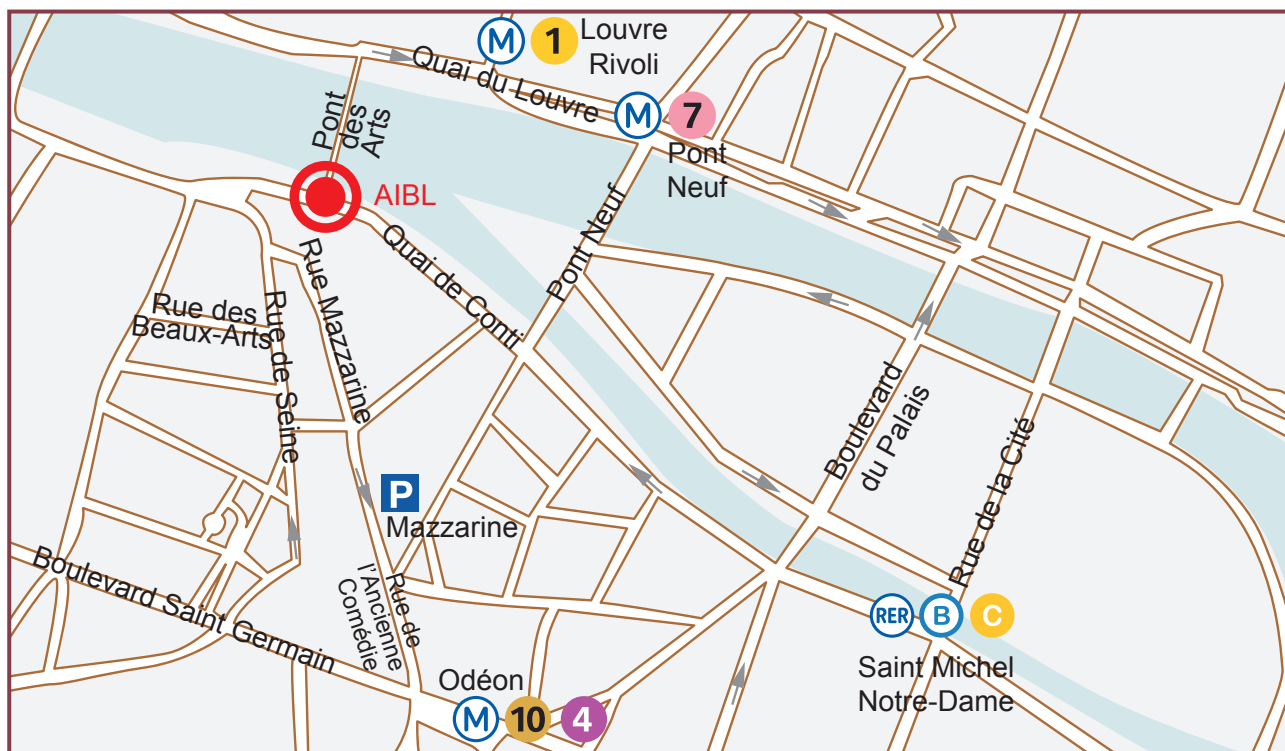 M 1 Louvre
Rivoli
Quai du Louvre
M 7
Pont
Neuf
Pont
des
Arts
AIBL
Quai de Conti
Pont Neuf
Rue Mazzarine
Rue des
Beaux-Arts
Rue de Seine
Boulevard
du Palais
Rue de la Cité
P
Mazzarine
Boulevard Saint Germain
Rue de
l'Ancienne
Comédie
RER B C
Saint Michel
Notre-Dame
Odéon
M 10 4